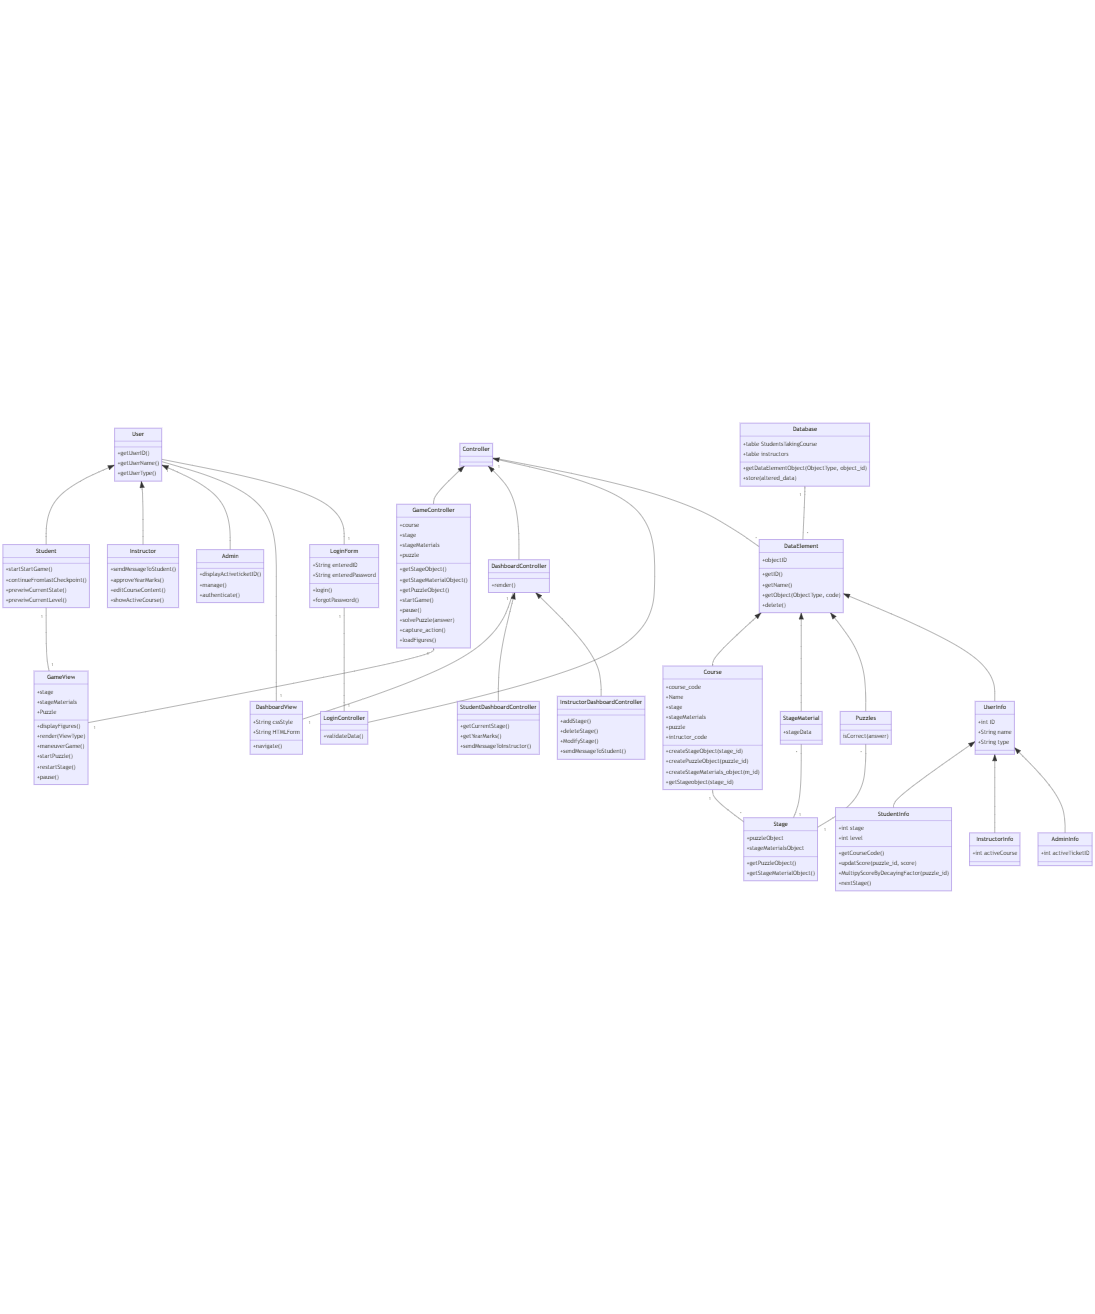 User
+getUserID()
+getUserName()
+getUserType()
Controller
Database
+table StudentsTakingCourse
+table instructors
+getDataElementObject(ObjectType, object_id)
+store(altered_data)
Student
+startStartGame()
+continueFromlastCheckpoint()
+previewCurrentState()
+previewCurrentLevel()
Instructor
+sendMessageToStudent()
+approveYearMarks()
+editCourseContent()
+showActiveCourse()
Admin
+displayActiveticketID()
+manage()
+authenticate()
LoginForm
+String enteredID
+String enteredPassword
+login()
+forgotPassword()
GameController
+course
+stage
+stageMaterials
+puzzle
+getStageObject()
+getStageMaterialObject()
+getPuzzleObject()
+startGame()
+pause()
+solvePuzzle(answer)
+capture_action()
+loadFigures()
DashboardController
+render()
DataElement
+objectID
+getID()
+getName()
+getObject(ObjectType, code)
+delete()
GameView
+stage
+stageMaterials
+Puzzle
+displayFigures()
+render(ViewType)
+maneuverGame()
+startPuzzle()
+restartStage()
+pause()
DashboardView
+String cssStyle
+String HTMLForm
+navigate()
LoginController
+validateData()
StudentDashboardController
+getCurrentStage()
+getYearMarks()
+sendMessageToInstructor()
InstructorDashboardController
+addStage()
+deleteStage()
+ModifyStage()
+sendMessageToStudent()
Course
+course_code
+Name
+stage
+stageMaterials
+puzzle
+intructor_code
+createStageObject(stage_id)
+createPuzzleObject(puzzle_id)
+createStageMaterials_object(m_id)
+getStageobject(stage_id)
StageMaterial
+stageData
Puzzles
isCorrect(answer)
UserInfo
+int ID
+String name
+String type
Stage
+puzzleObject
+stageMaterialsObject
+getPuzzleObject()
+getStageMaterialObject()
StudentInfo
+int stage
+int level
+getCourseCode()
+updatScore(puzzle_id, score)
+MultipyScoreByDecayingFactor(puzzle_id)
+nextStage()
InstructorInfo
+int activeCourse
AdminInfo
+int activeTicketID